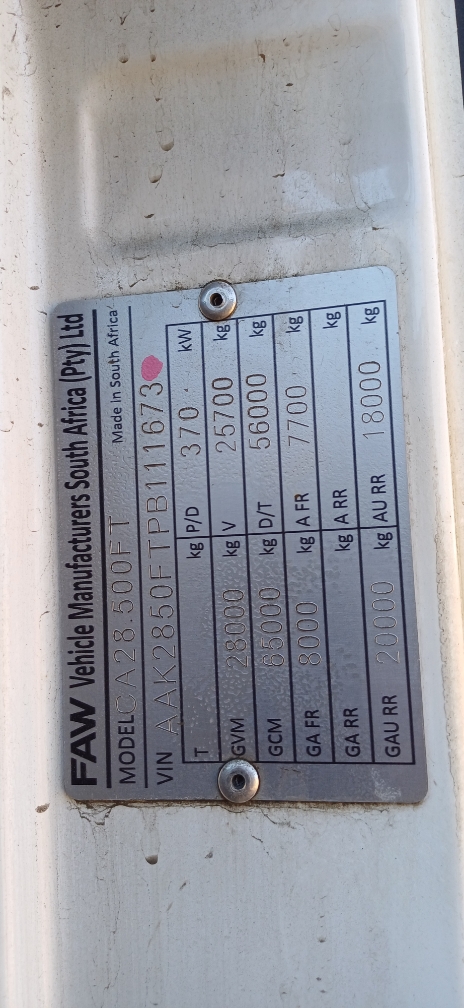 FAW Vehicle Manufacturers South Africa (Pty) Ltd
MODEL CA28.500FT Made In South Africa
VIN AAK2850FTPB111673
T kg P/D 370 kW
GVM 28000 kg V 25700 kg
GCM 65000 kg D/T 56000 kg
GA FR 8000 kg A FR 7700 kg
GA RR kg A RR kg
GAU RR 20000 kg AU RR 18000 kg